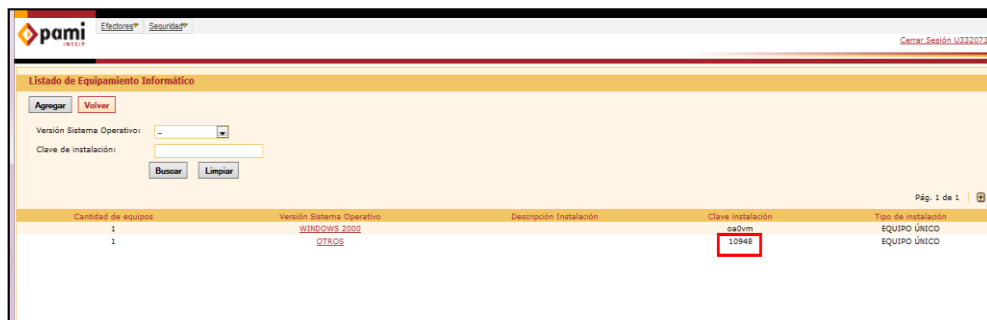 pami
INSSJP
Efectores Seguridad
Cerrar Sesión U332073
Listado de Equipamiento Informático
Agregar Volver
Versión Sistema Operativo: --
Clave de instalación:
Buscar Limpiar
Pág. 1 de 1
Cantidad de equipos Versión Sistema Operativo Descripción Instalación Clave instalación Tipo de instalación
1 WINDOWS 2000 oa0vm EQUIPO ÚNICO
1 OTROS 10948 EQUIPO ÚNICO